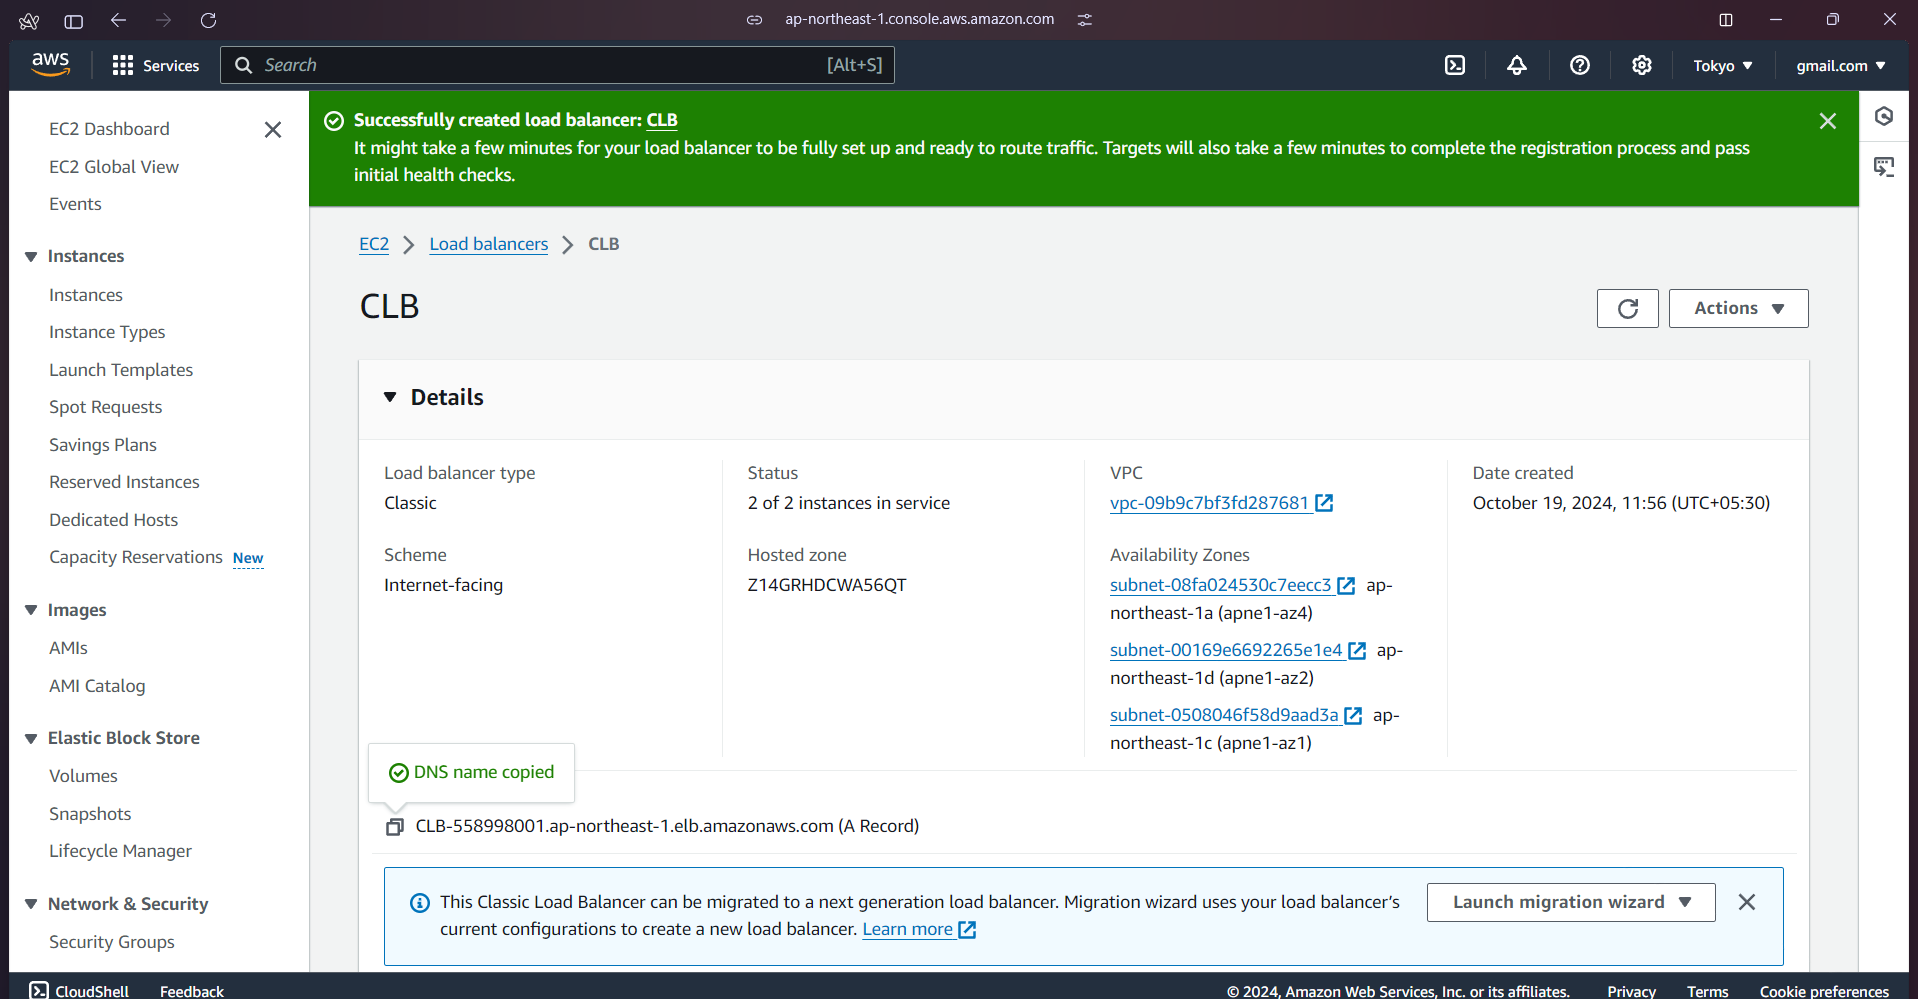 ap-northeast-1.console.aws.amazon.com
aws
Services
Search
[Alt+S]
Tokyo
gmail.com
EC2 Dashboard
EC2 Global View
Events
Instances
Instances
Instance Types
Launch Templates
Spot Requests
Savings Plans
Reserved Instances
Dedicated Hosts
Capacity Reservations New
Images
AMIs
AMI Catalog
Elastic Block Store
Volumes
Snapshots
Lifecycle Manager
Network & Security
Security Groups
Successfully created load balancer: CLB
It might take a few minutes for your load balancer to be fully set up and ready to route traffic. Targets will also take a few minutes to complete the registration process and pass
initial health checks.
EC2 > Load balancers > CLB
CLB
Actions
Details
Load balancer type
Classic
Scheme
Internet-facing
Status
2 of 2 instances in service
Hosted zone
Z14GRHDCWA56QT
VPC
vpc-09b9c7bf3fd287681
Availability Zones
subnet-08fa024530c7eecc3 ap-
northeast-1a (apne1-az4)
subnet-00169e6692265e1e4 ap-
northeast-1d (apne1-az2)
subnet-0508046f58d9aad3a ap-
northeast-1c (apne1-az1)
Date created
October 19, 2024, 11:56 (UTC+05:30)
DNS name copied
CLB-558998001.ap-northeast-1.elb.amazonaws.com (A Record)
This Classic Load Balancer can be migrated to a next generation load balancer. Migration wizard uses your load balancer's
current configurations to create a new load balancer. Learn more
Launch migration wizard
CloudShell
Feedback
© 2024, Amazon Web Services, Inc. or its affiliates.
Privacy
Terms
Cookie preferences